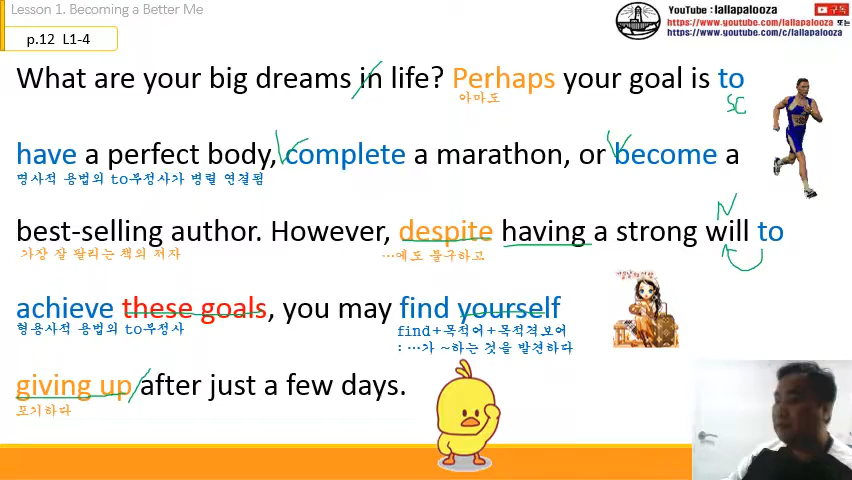 Lesson 1. Becoming a Better Me
YouTube : lallapalooza 구독
https://www.youtube.com/lallapalooza 또는
https://www.youtube.com/c/lallapalooza
p.12 L1-4
What are your big dreams in life? Perhaps your goal is to
아마도
SC
have a perfect body, complete a marathon, or become a
명사적 용법의 to부정사가 병렬 연결됨
N
best-selling author. However, despite having a strong will to
가장 잘 팔리는 책의 저자 …에도 불구하고
achieve these goals, you may find yourself
형용사적 용법의 to부정사 find+목적어+목적격보어
: …가 ~하는 것을 발견하다
giving up after just a few days.
포기하다